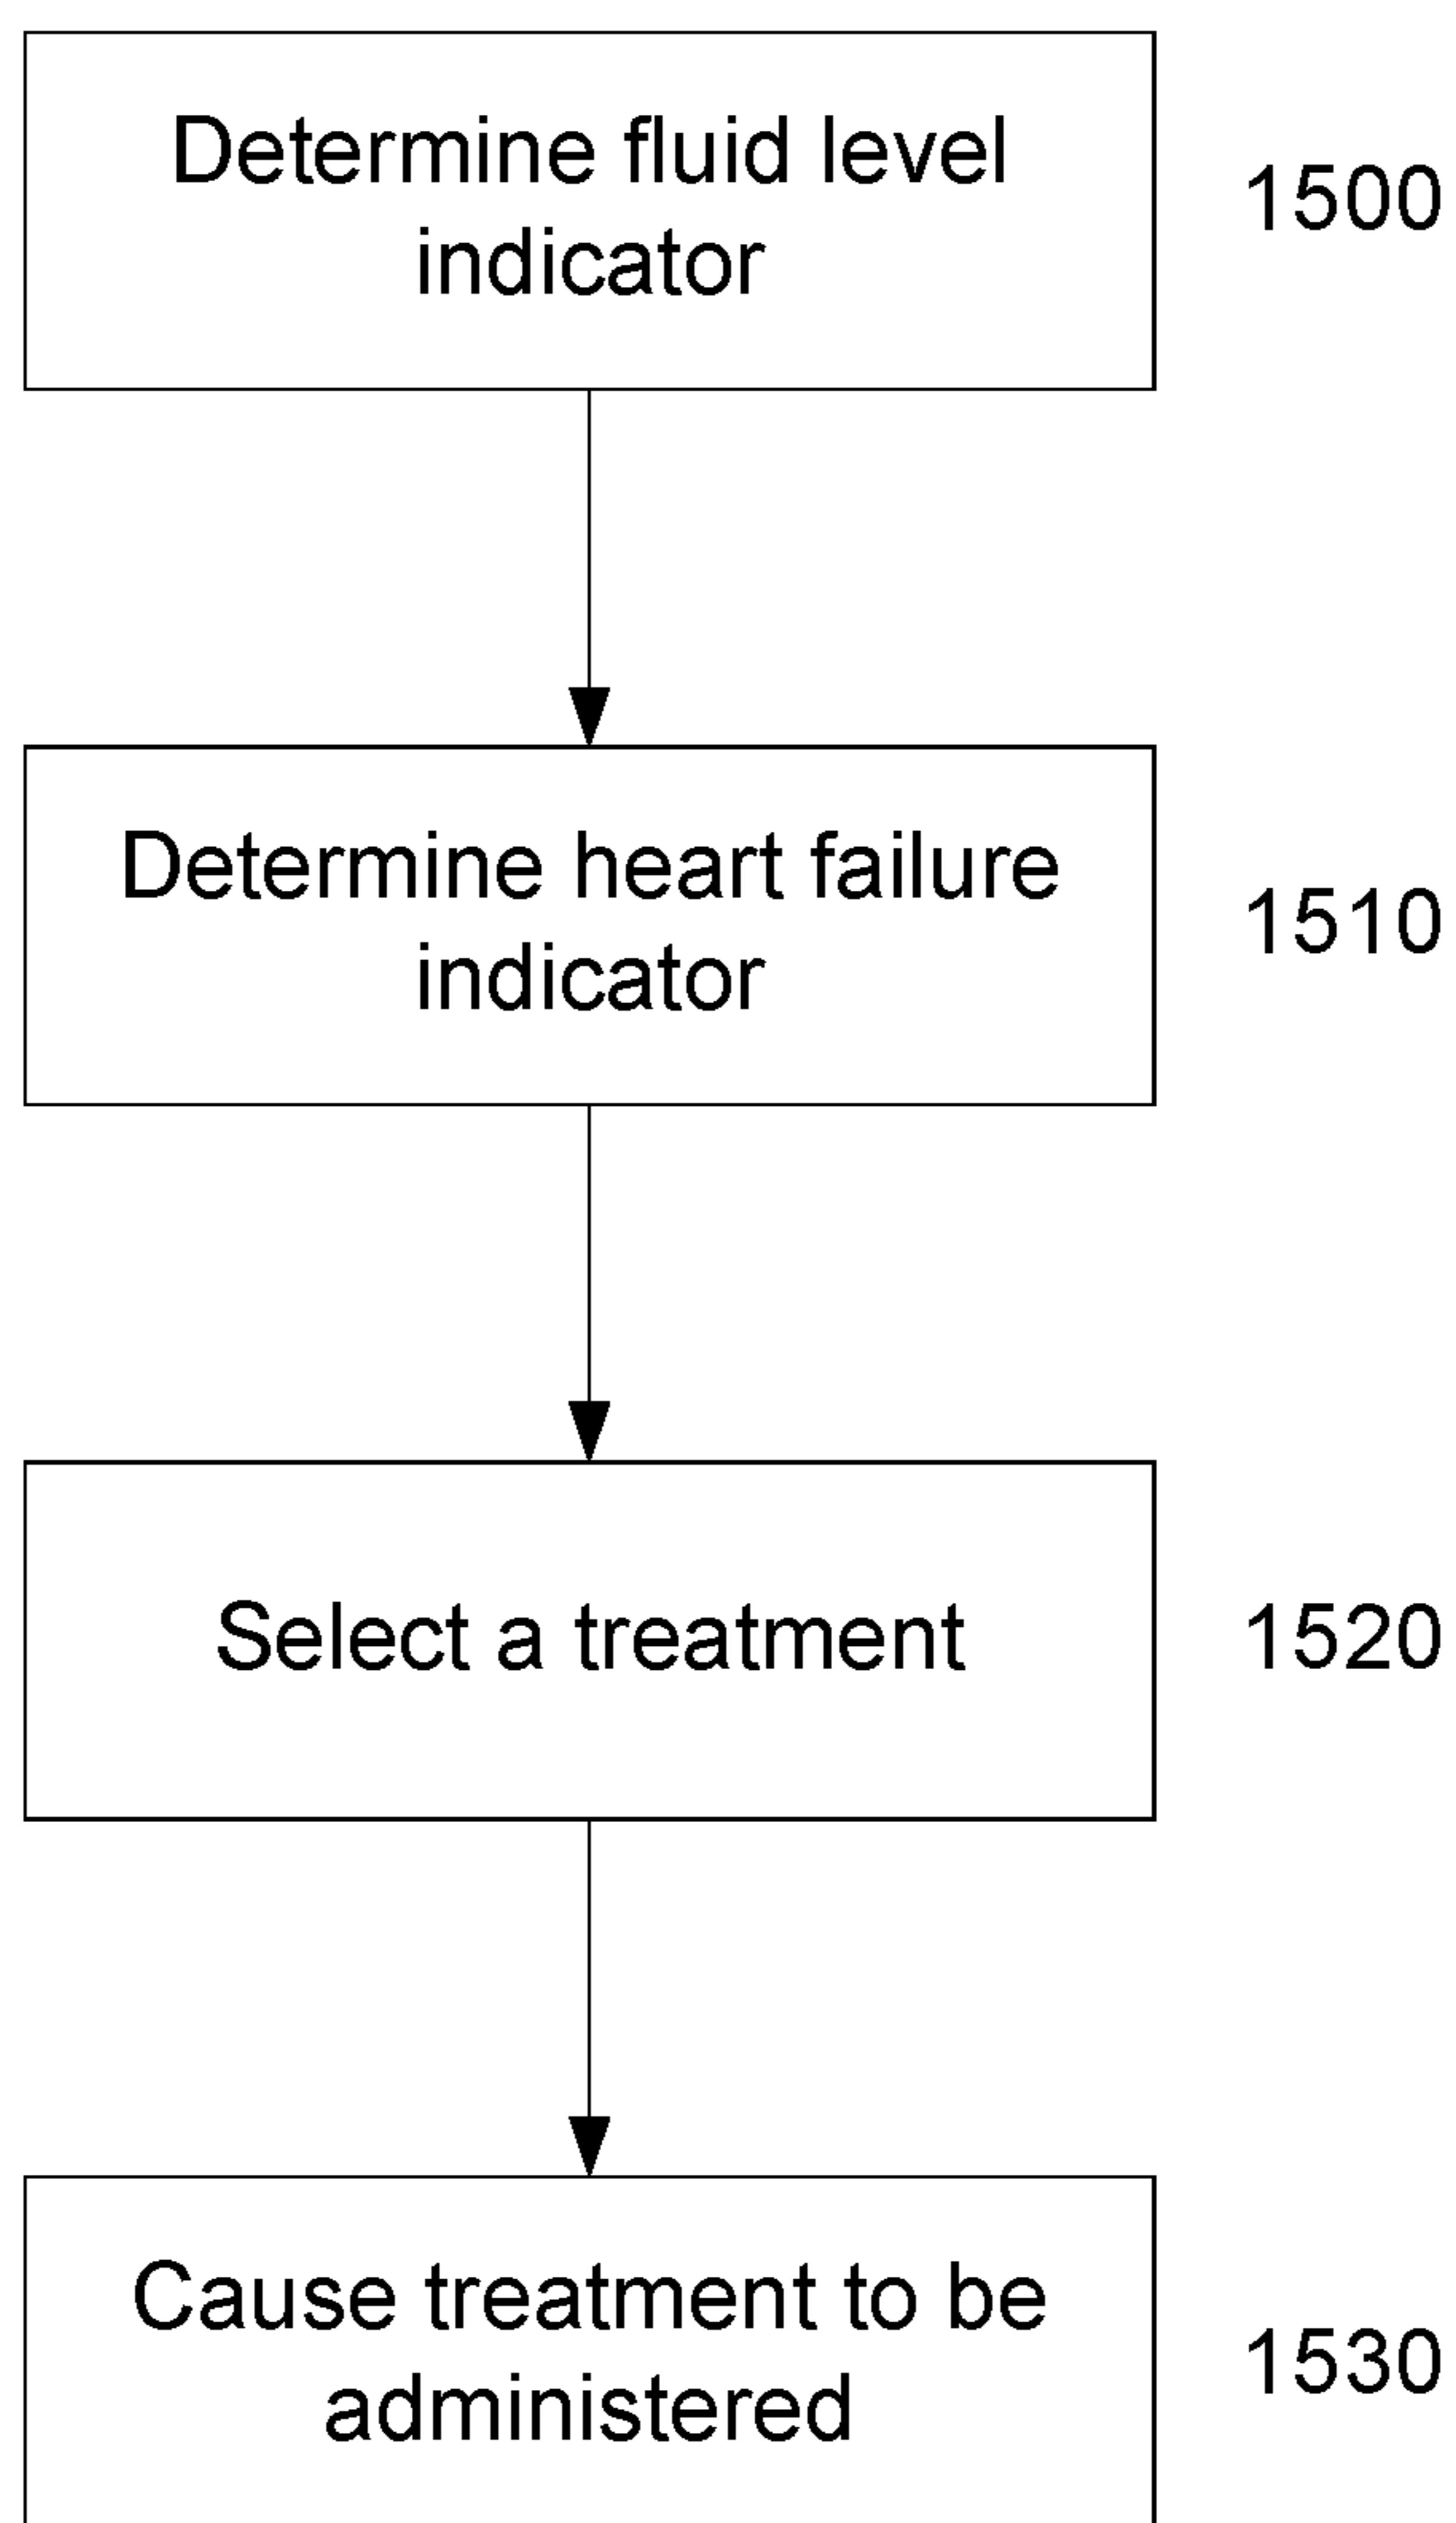 Determine fluid level
indicator
1500
Determine heart failure
indicator
1510
Select a treatment
1520
Cause treatment to be
administered
1530